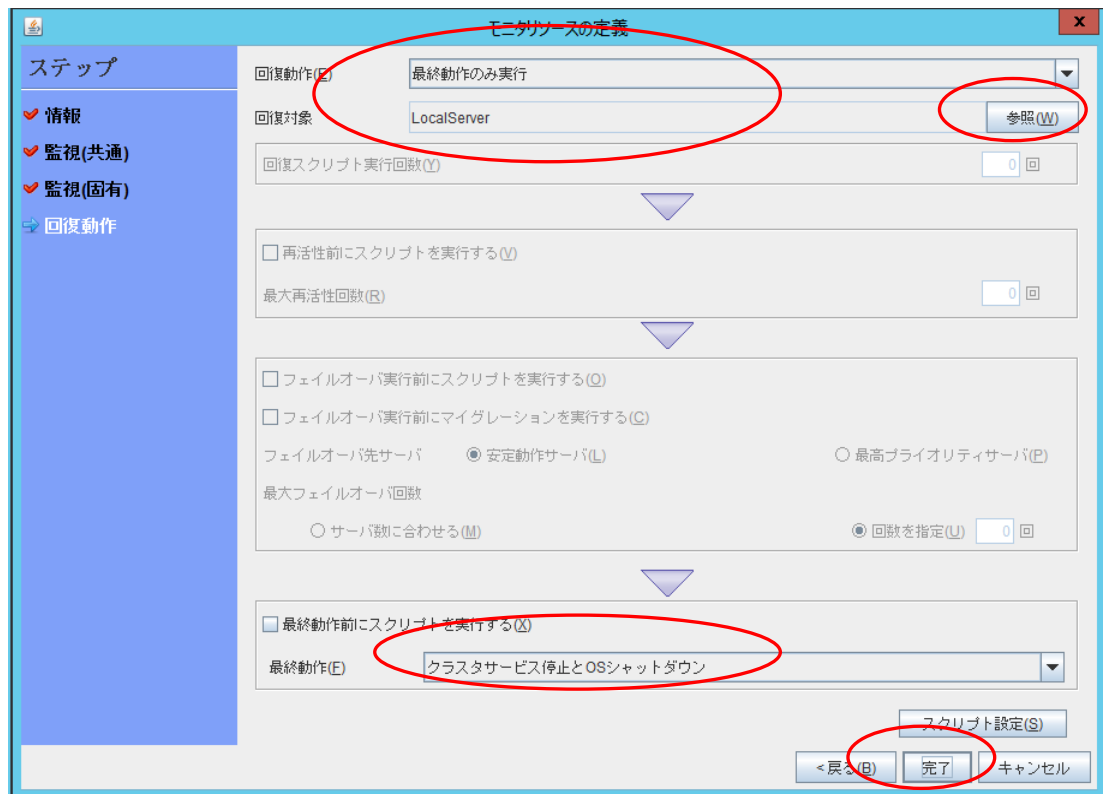 モニタリソースの定義
x
ステップ
情報
監視(共通)
監視(固有)
回復動作
回復動作(E) 最終動作のみ実行
回復対象 LocalServer 参照(W)
回復スクリプト実行回数(Y) 0 回
再活性前にスクリプトを実行する(V)
最大再活性回数(R) 0 回
フェイルオーバ実行前にスクリプトを実行する(O)
フェイルオーバ実行前にマイグレーションを実行する(C)
フェイルオーバ先サーバ 安定動作サーバ(L) 最高プライオリティサーバ(P)
最大フェイルオーバ回数
サーバ数に合わせる(M) 回数を指定(U) 0 回
最終動作前にスクリプトを実行する(X)
最終動作(F) クラスタサービス停止とOSシャットダウン
スクリプト設定(S)
<戻る(B) 完了 キャンセル